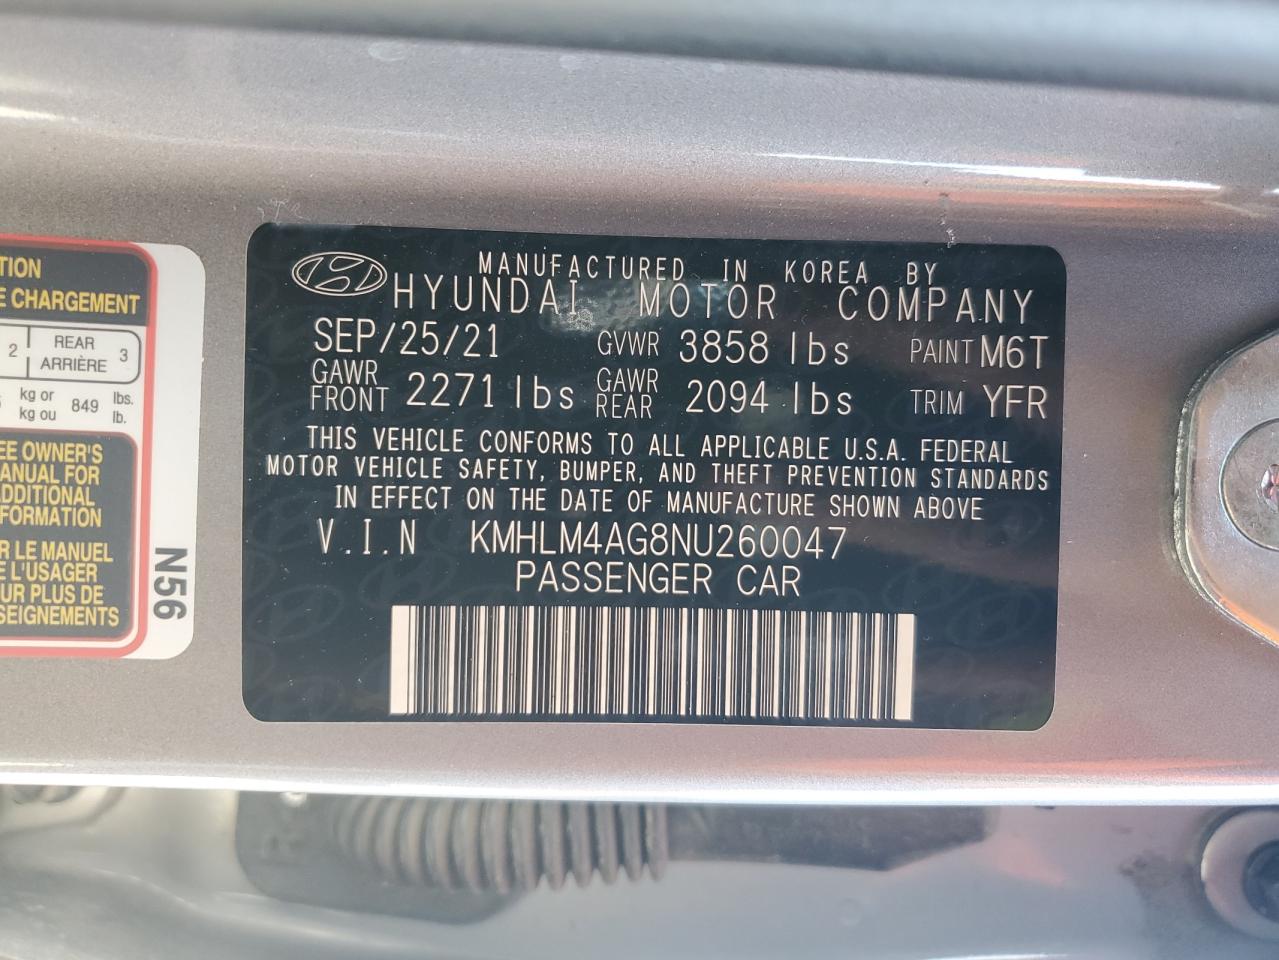 TION
E CHARGEMENT
2 REAR ARRIÈRE 3
kg or lbs.
kg ou 849 lb.
EE OWNER'S
ANUAL FOR
DDITIONAL
FORMATION
R LE MANUEL
E L'USAGER
UR PLUS DE
SEIGNEMENTS
N56
MANUFACTURED IN KOREA BY
HYUNDAI MOTOR COMPANY
SEP/25/21 GVWR 3858 lbs PAINT M6T
GAWR FRONT 2271 lbs GAWR REAR 2094 lbs TRIM YFR
THIS VEHICLE CONFORMS TO ALL APPLICABLE U.S.A. FEDERAL
MOTOR VEHICLE SAFETY, BUMPER, AND THEFT PREVENTION STANDARDS
IN EFFECT ON THE DATE OF MANUFACTURE SHOWN ABOVE
V.I.N KMHLM4AG8NU260047
PASSENGER CAR